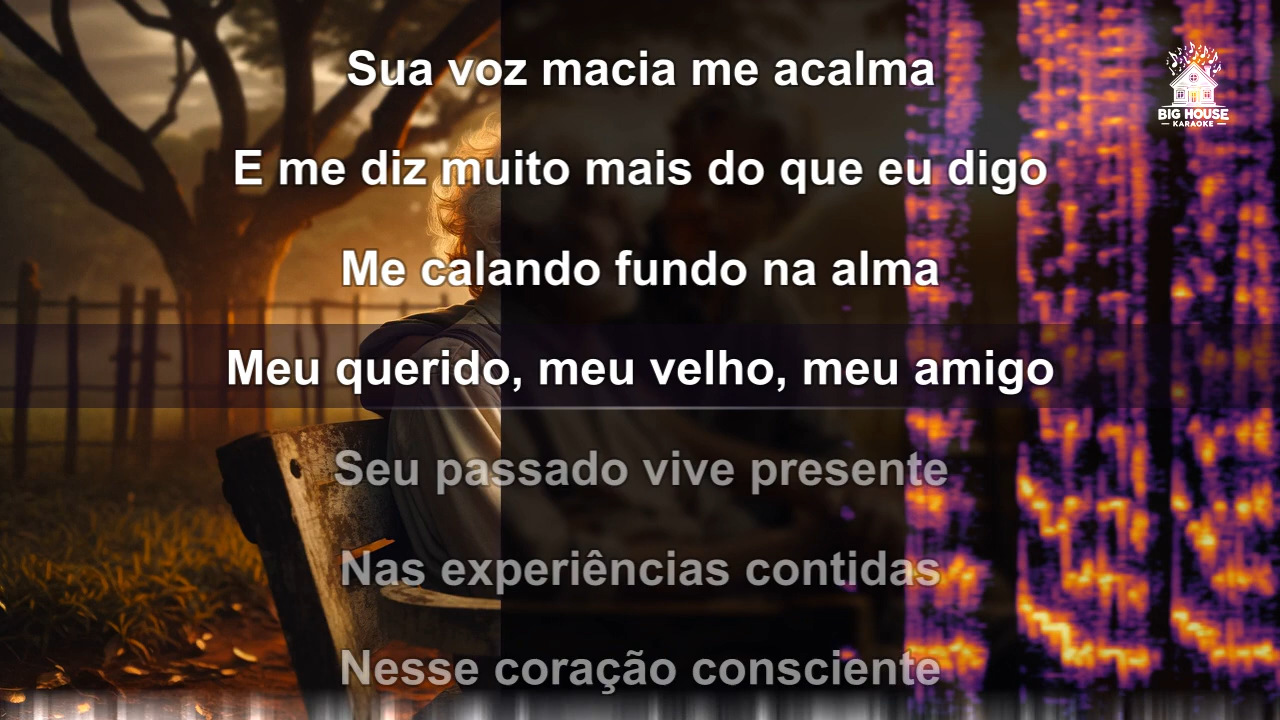 Sua voz macia me acalma
BIG HOUSE
KARAOKE
E me diz muito mais do que eu digo
Me calando fundo na alma
Meu querido, meu velho, meu amigo
Seu passado vive presente
Nas experiências contidas
Nesse coração consciente